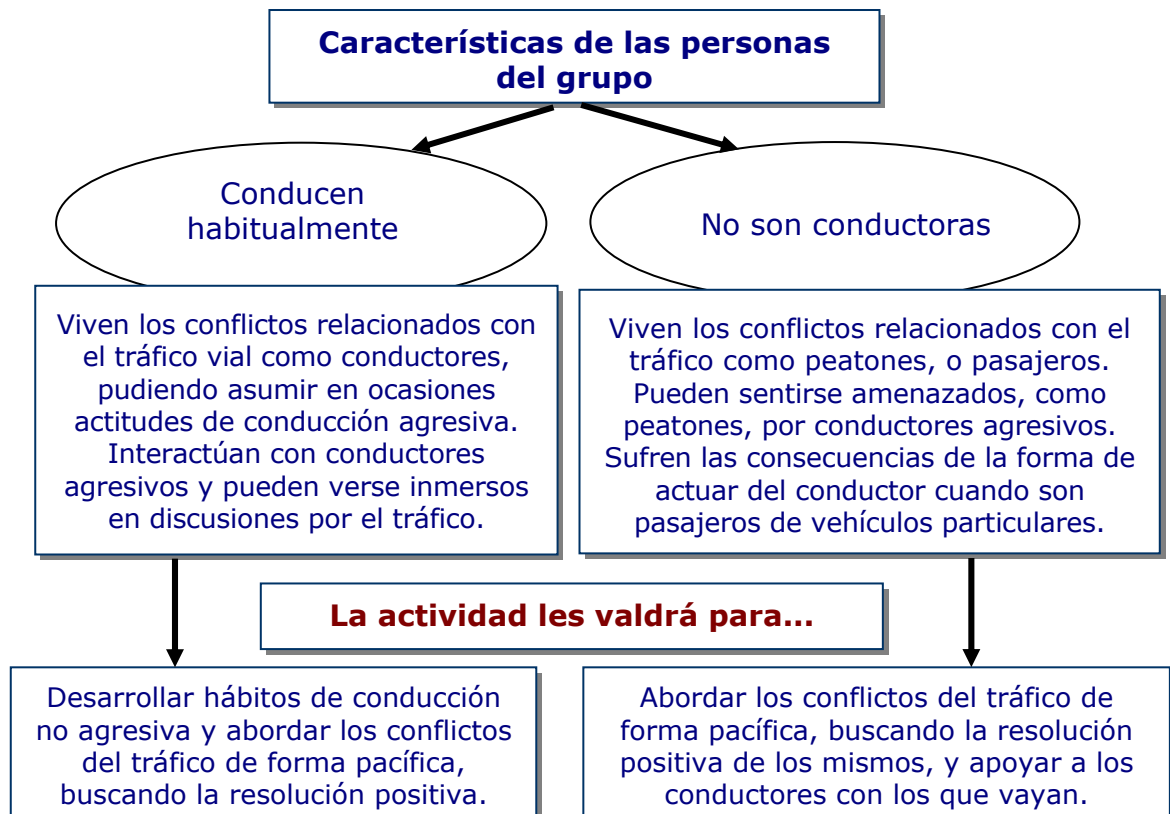 Características de las personas
del grupo
Conducen
habitualmente
No son conductoras
Viven los conflictos relacionados con
el tráfico vial como conductores,
pudiendo asumir en ocasiones
actitudes de conducción agresiva.
Interactúan con conductores
agresivos y pueden verse inmersos
en discusiones por el tráfico.
Viven los conflictos relacionados con el
tráfico como peatones, o pasajeros.
Pueden sentirse amenazados, como
peatones, por conductores agresivos.
Sufren las consecuencias de la forma de
actuar del conductor cuando son
pasajeros de vehículos particulares.
La actividad les valdrá para...
Desarrollar hábitos de conducción
no agresiva y abordar los conflictos
del tráfico de forma pacífica,
buscando la resolución positiva.
Abordar los conflictos del tráfico de
forma pacífica, buscando la resolución
positiva de los mismos, y apoyar a los
conductores con los que vayan.